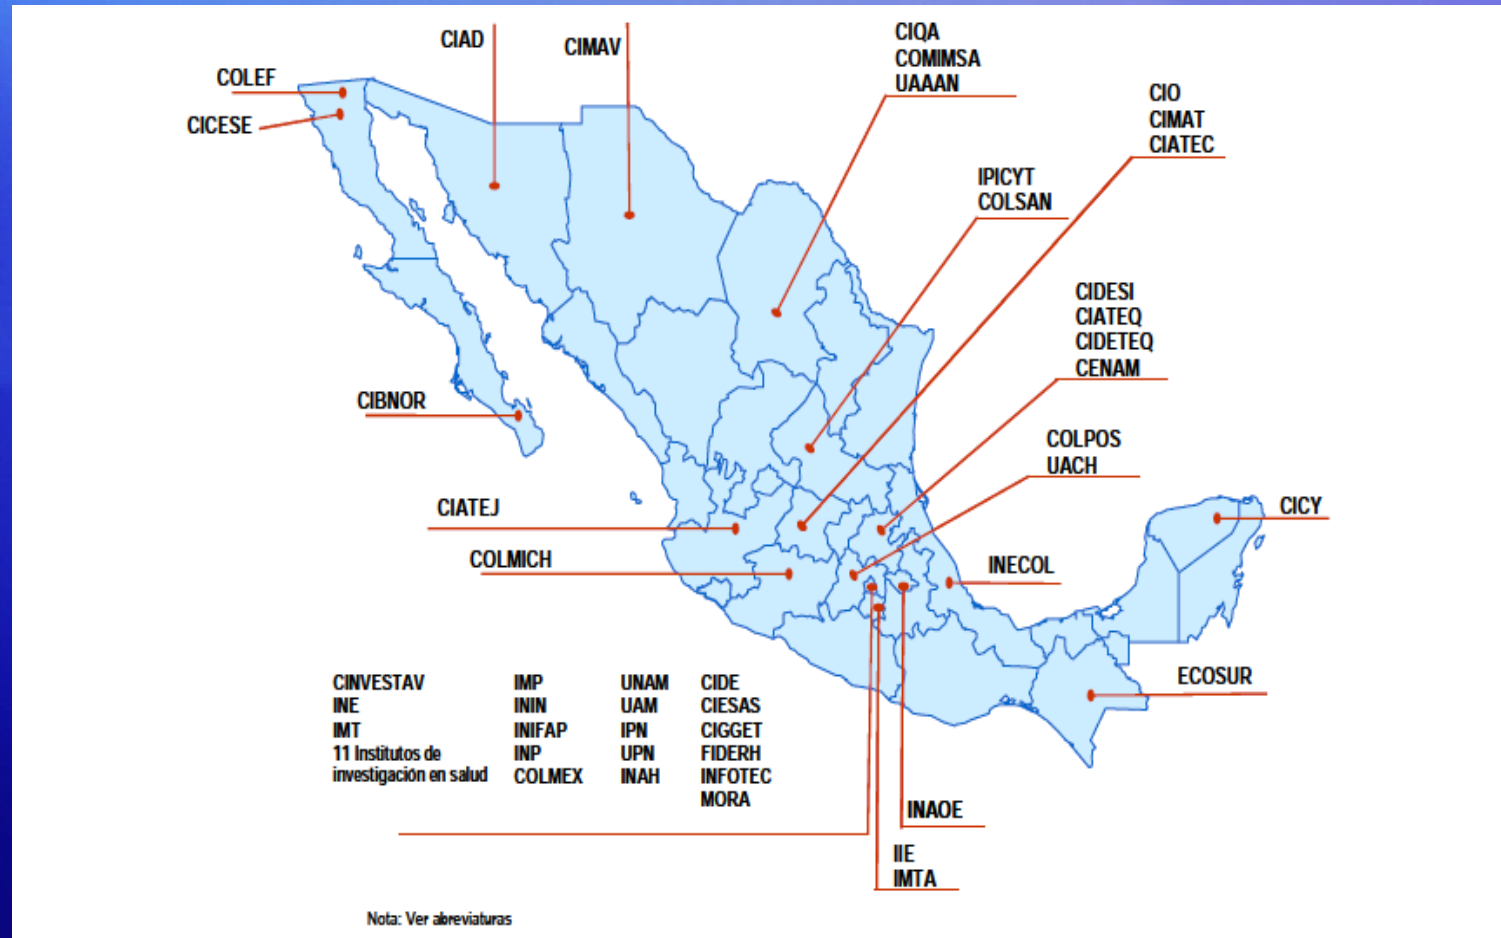 CIAD
CIMAV
CIQA
COMIMSA
UAAAN
COLEF
CICESE
CIO
CIMAT
CIATEC
IPICYT
COLSAN
CIDESI
CIATEQ
CIDETEQ
CENAM
CIBNOR
COLPOS
UACH
CIATEJ
CICY
COLMICH
INECOL
ECOSUR
CINVESTAV
INE
IMT
11 Institutos de
investigación en salud
IMP
ININ
INIFAP
INP
COLMEX
UNAM
UAM
IPN
UPN
INAH
CIDE
CIESAS
CIGGET
FIDERH
INFOTEC
MORA
INAOE
IIE
IMTA
Nota: Ver abreviaturas